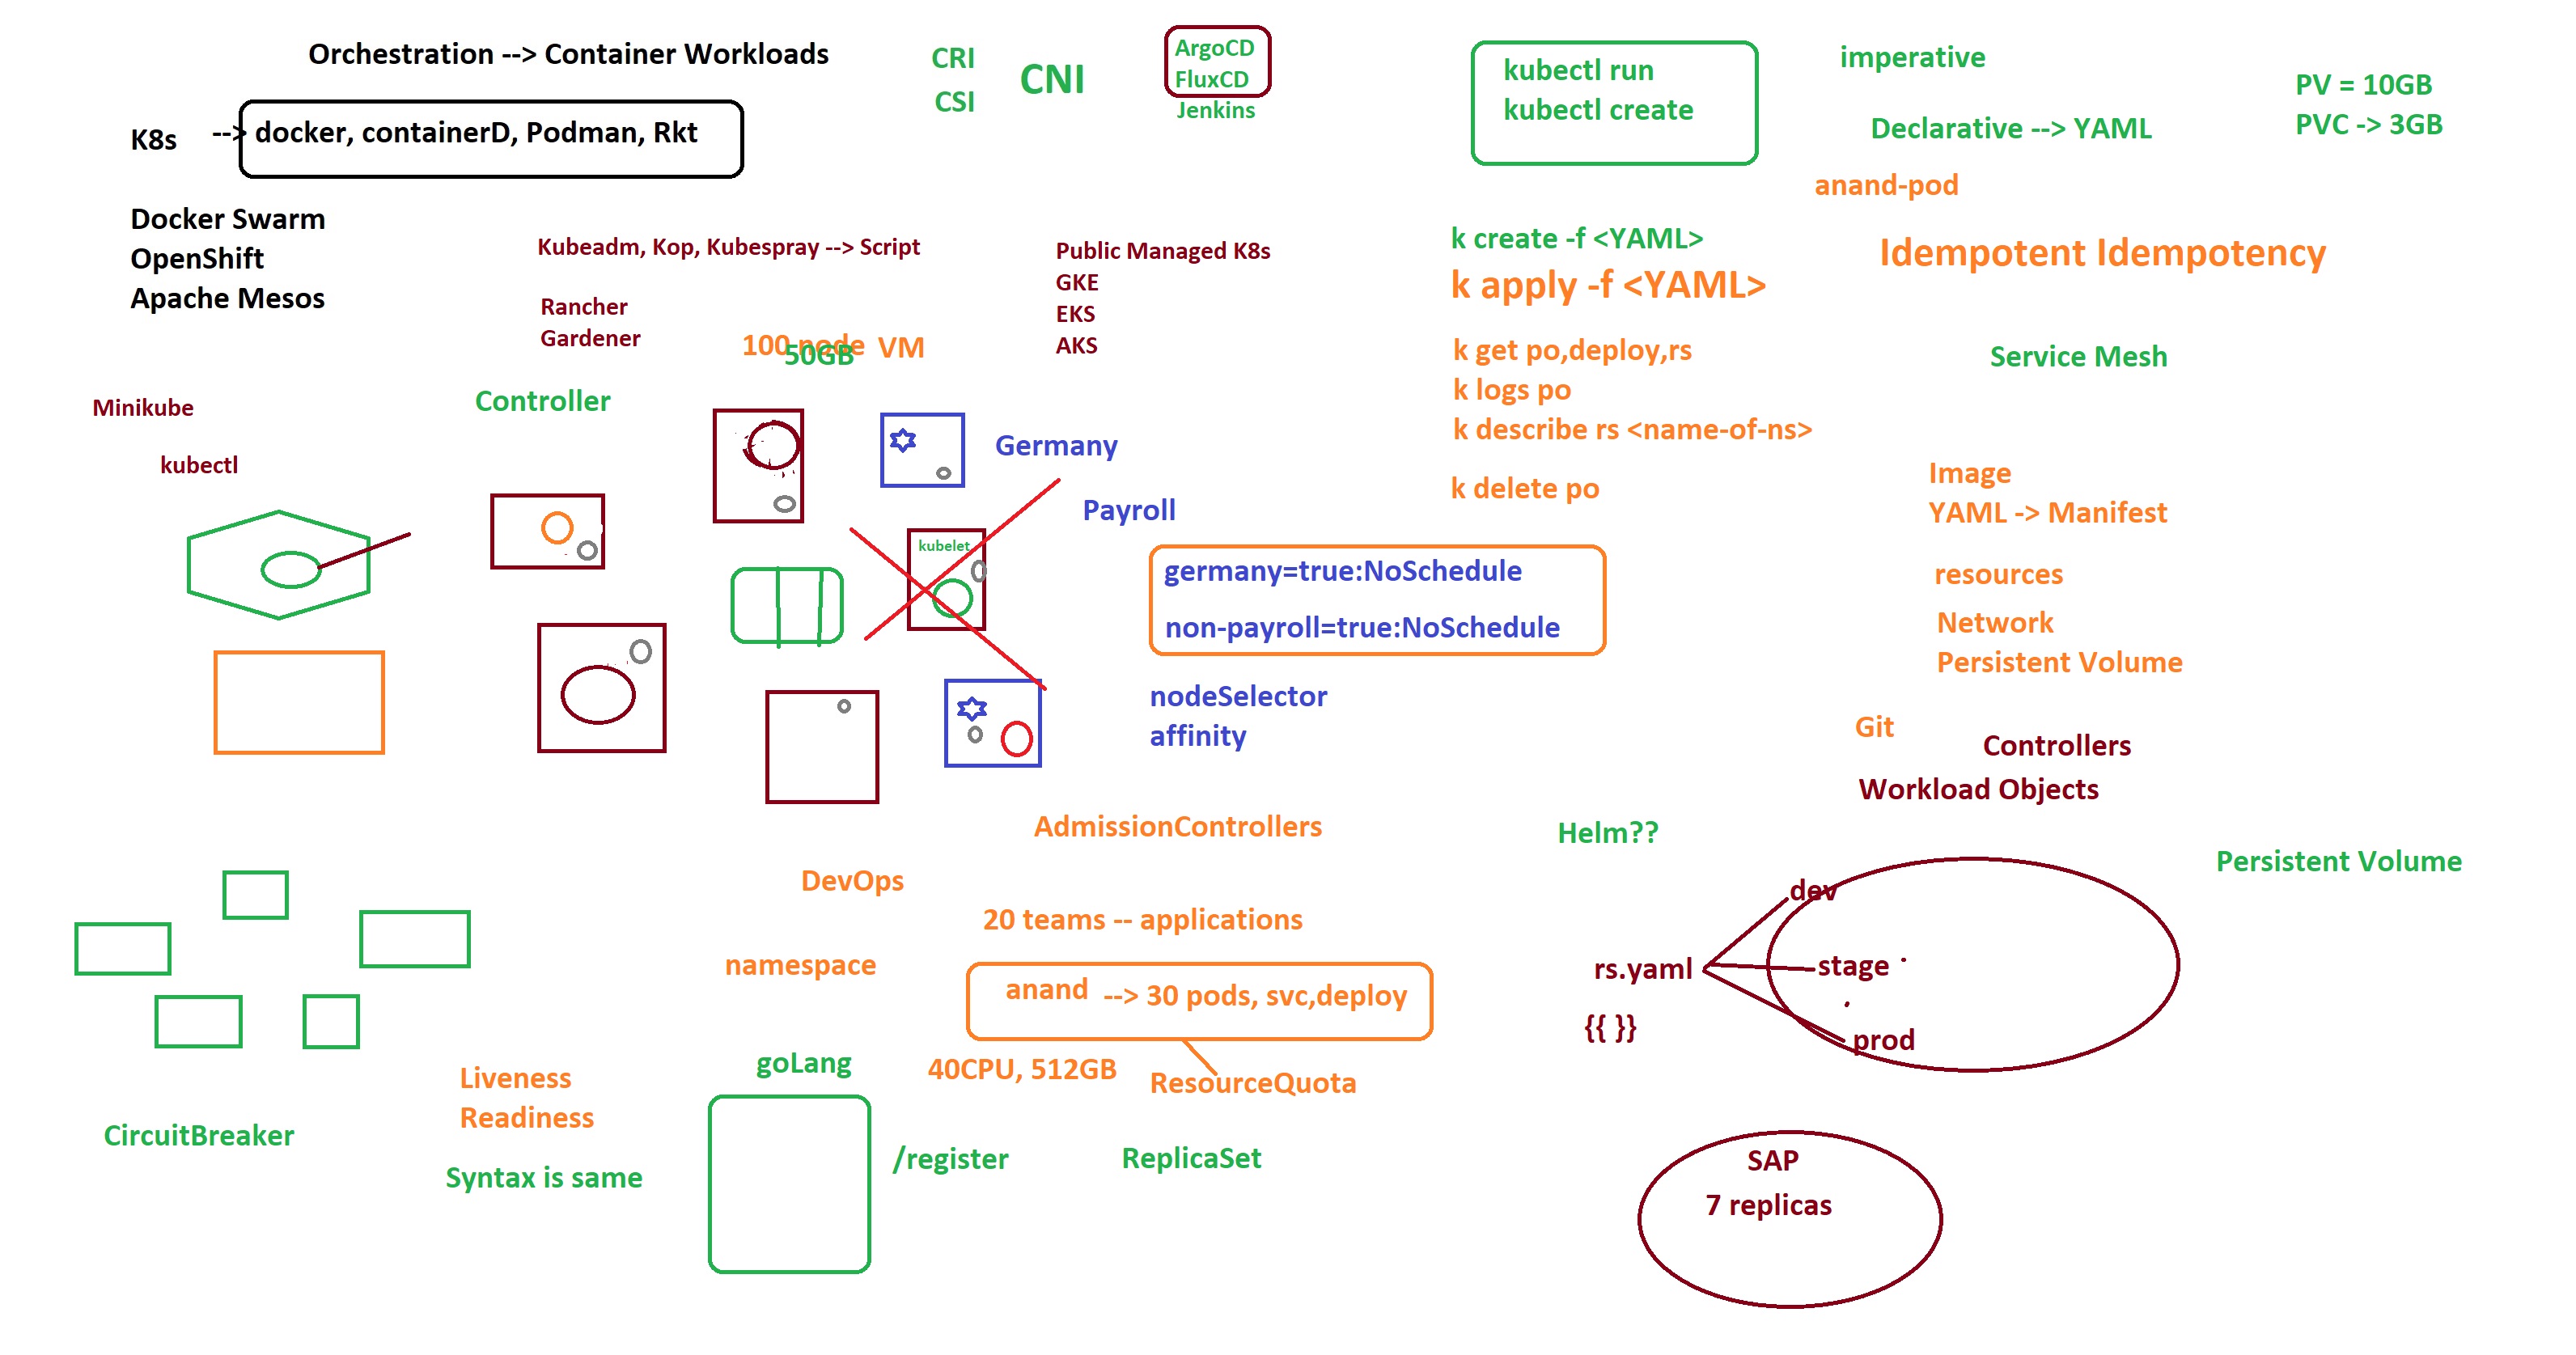 Orchestration --> Container Workloads
K8s --> docker, containerD, Podman, Rkt
Docker Swarm
OpenShift
Apache Mesos
CRI
CSI
CNI
ArgoCD
FluxCD
Jenkins
kubectl run
kubectl create
imperative
Declarative --> YAML
PV = 10GB
PVC -> 3GB
anand-pod
Kubeadm, Kop, Kubespray --> Script
Rancher
Gardener
Public Managed K8s
GKE
EKS
AKS
k create -f <YAML>
k apply -f <YAML>
Idempotent Idempotency
k get po,deploy,rs
k logs po
k describe rs <name-of-ns>
k delete po
Service Mesh
100 node VM
50GB
Minikube
kubectl
Controller
Germany
Payroll
kubelet
germany=true:NoSchedule
non-payroll=true:NoSchedule
nodeSelector
affinity
Image
YAML -> Manifest
resources
Network
Persistent Volume
Git
Controllers
Workload Objects
AdmissionControllers
DevOps
20 teams -- applications
namespace
anand --> 30 pods, svc,deploy
40CPU, 512GB
ResourceQuota
Helm??
Persistent Volume
dev
rs.yaml
stage
{{ }}
prod
goLang
Liveness
Readiness
CircuitBreaker
Syntax is same
/register
ReplicaSet
SAP
7 replicas